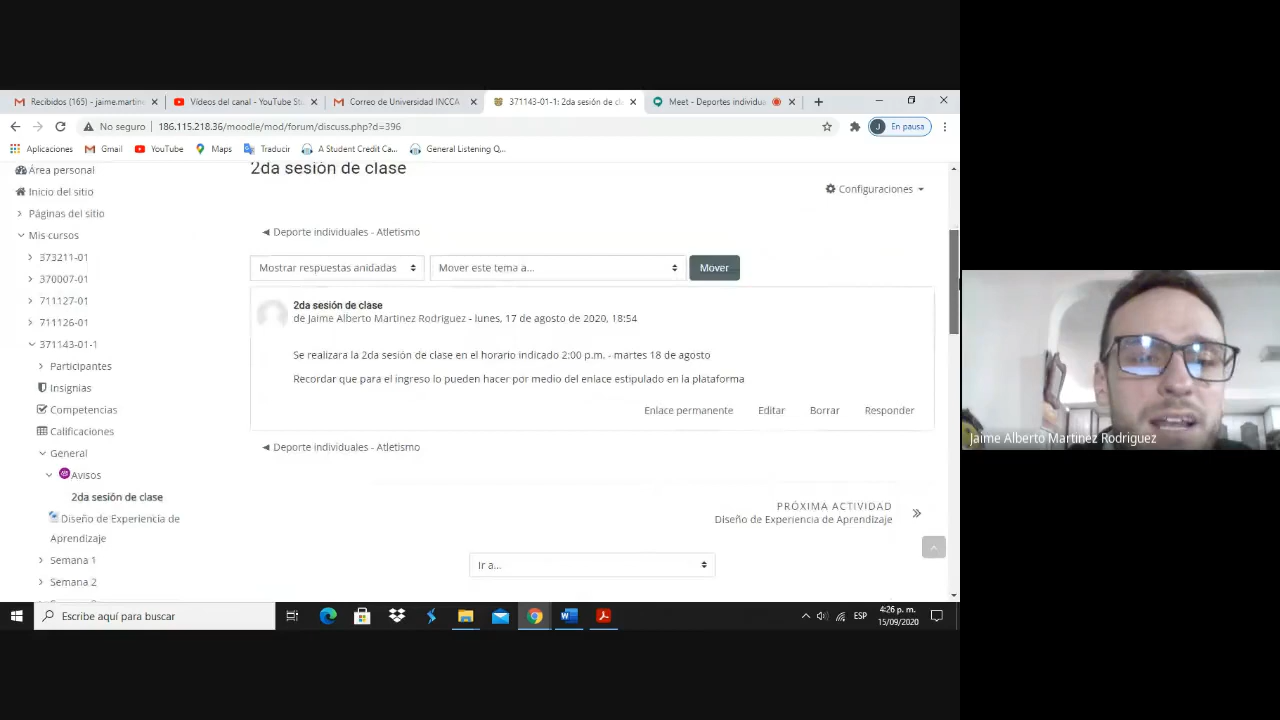 Recibidos (165) - jaime.martine
Vídeos del canal - YouTube Stu
Correo de Universidad INCCA
371143-01-1: 2da sesión de cl
Meet - Deportes individu
No seguro
186.115.218.36/moodle/mod/forum/discuss.php?d=396
J En pausa
Aplicaciones
Gmail
YouTube
Maps
Traducir
A Student Credit Ca...
General Listening Q...
Área personal
Inicio del sitio
Páginas del sitio
Mis cursos
373211-01
370007-01
711127-01
711126-01
371143-01-1
Participantes
Insignias
Competencias
Calificaciones
General
Avisos
2da sesión de clase
Diseño de Experiencia de
Aprendizaje
Semana 1
Semana 2
2da sesión de clase
Configuraciones
Deporte individuales - Atletismo
Mostrar respuestas anidadas
Mover este tema a...
Mover
2da sesión de clase
de Jaime Alberto Martinez Rodriguez - lunes, 17 de agosto de 2020, 18:54
Se realizara la 2da sesión de clase en el horario indicado 2:00 p.m. - martes 18 de agosto
Recordar que para el ingreso lo pueden hacer por medio del enlace estipulado en la plataforma
Enlace permanente
Editar
Borrar
Responder
Deporte individuales - Atletismo
PRÓXIMA ACTIVIDAD
Diseño de Experiencia de Aprendizaje
Ir a...
Jaime Alberto Martinez Rodriguez
Escribe aquí para buscar
ESP
4:26 p. m.
15/09/2020